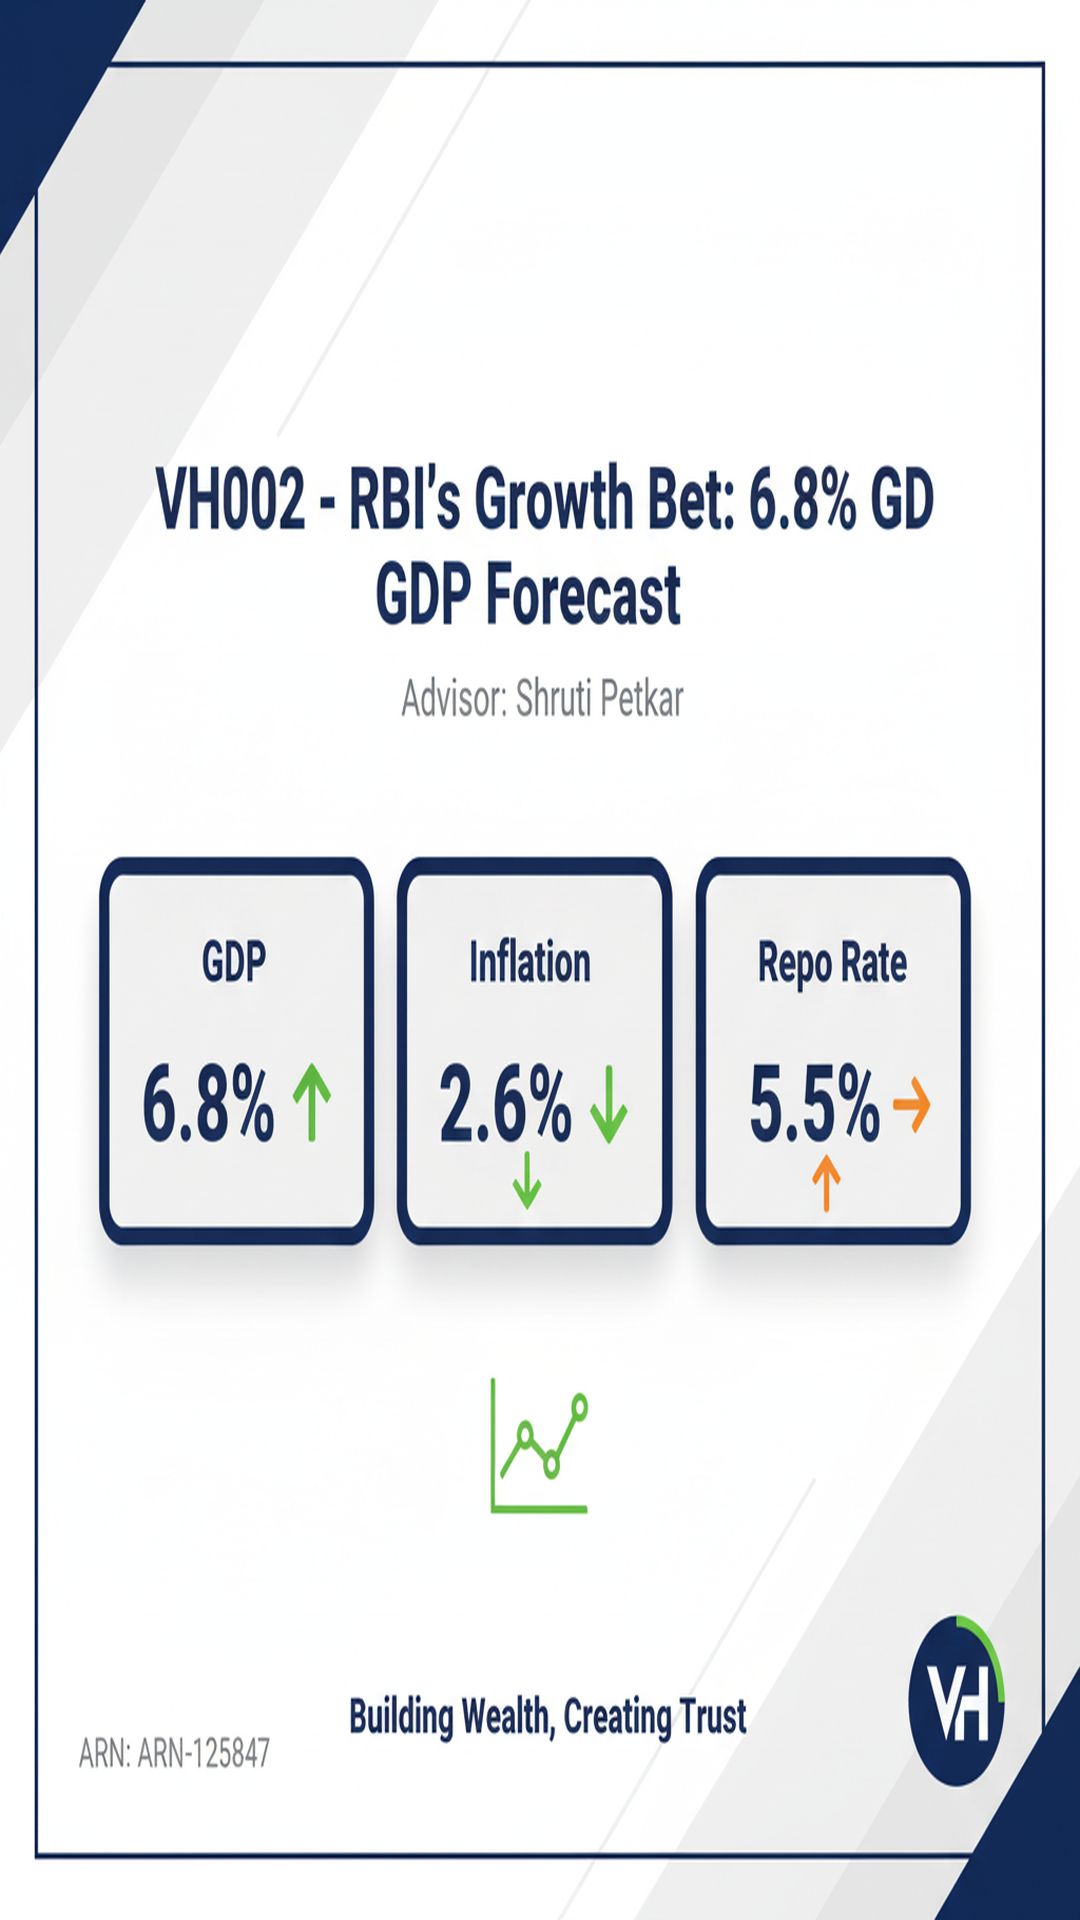 VH002 - RBI's Growth Bet: 6.8% GD
GDP Forecast
Advisor: Shruti Petkar
GDP
6.8% ↑
Inflation
2.6% ↓
↓
Repo Rate
5.5% →
↑
Building Wealth, Creating Trust
ARN: ARN-125847
VH